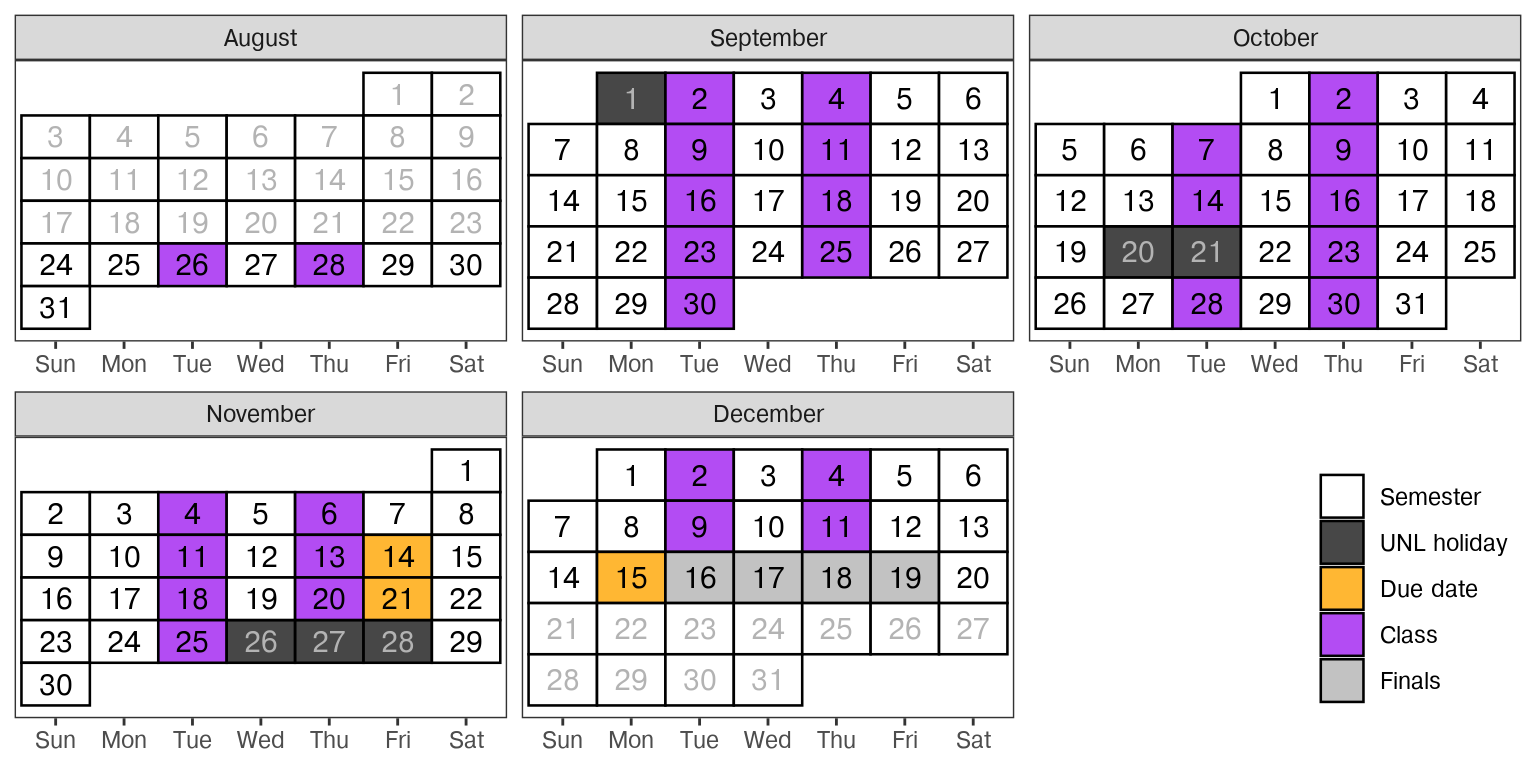 August
1 2
3 4 5 6 7 8 9
10 11 12 13 14 15 16
17 18 19 20 21 22 23
24 25 26 27 28 29 30
31
Sun Mon Tue Wed Thu Fri Sat
September
1 2 3 4 5 6
7 8 9 10 11 12 13
14 15 16 17 18 19 20
21 22 23 24 25 26 27
28 29 30
Sun Mon Tue Wed Thu Fri Sat
October
1 2 3 4
5 6 7 8 9 10 11
12 13 14 15 16 17 18
19 20 21 22 23 24 25
26 27 28 29 30 31
Sun Mon Tue Wed Thu Fri Sat
November
1
2 3 4 5 6 7 8
9 10 11 12 13 14 15
16 17 18 19 20 21 22
23 24 25 26 27 28 29
30
Sun Mon Tue Wed Thu Fri Sat
December
1 2 3 4 5 6
7 8 9 10 11 12 13
14 15 16 17 18 19 20
21 22 23 24 25 26 27
28 29 30 31
Sun Mon Tue Wed Thu Fri Sat
Semester
UNL holiday
Due date
Class
Finals